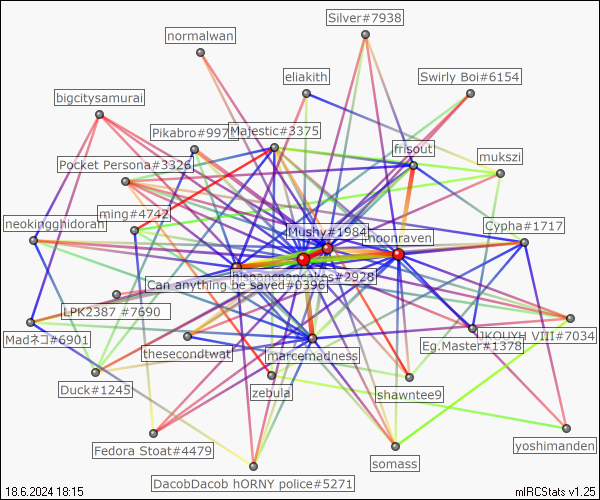 Silver#7938
normalwan
eliakith
Swirly Boi#6154
bigcitysamurai
Pikabro#997
Majestic#3375
frisout
mukszi
Pocket Persona#3326
ming#4742
neokingghidorah
Mushy#1984
moonraven
Cypha#1717
hispanicpancakes#2928
Can anything be saved#0396
LPK2387 #7690
Madネコ#6901
thesecondtwat
marcemadness
Eg.Master#1378
VIII#7034
Duck#1245
zebula
shawntee9
Fedora Stoat#4479
somass
yoshimanden
DacobDacob hORNY police#5271
18.6.2024 18:15
mIRCStats v1.25